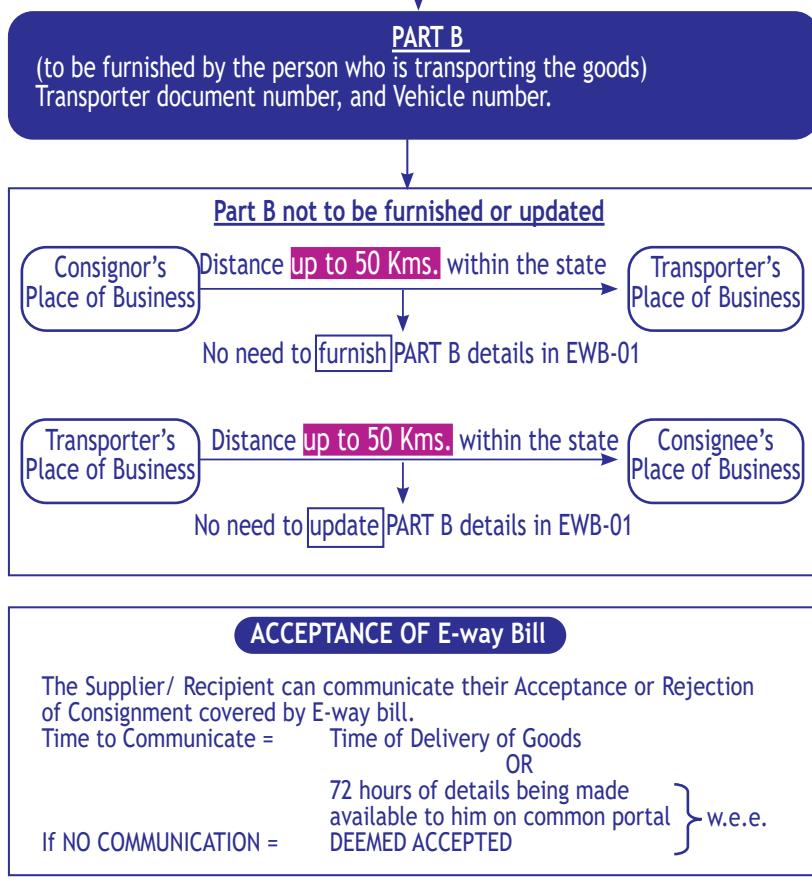 PART B
(to be furnished by the person who is transporting the goods)
Transporter document number, and Vehicle number.
Part B not to be furnished or updated
Consignor's
Place of Business
Distance up to 50 Kms. within the state
Transporter's
Place of Business
No need to furnish PART B details in EWB-01
Transporter's
Place of Business
Distance up to 50 Kms. within the state
Consignee's
Place of Business
No need to update PART B details in EWB-01
ACCEPTANCE OF E-way Bill
The Supplier/ Recipient can communicate their Acceptance or Rejection
of Consignment covered by E-way bill.
Time to Communicate = Time of Delivery of Goods
OR
72 hours of details being made
available to him on common portal w.e.e.
If NO COMMUNICATION = DEEMED ACCEPTED